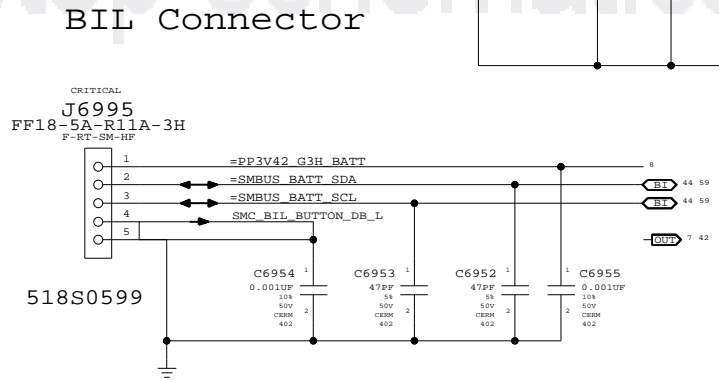 BIL Connector
CRITICAL
J6995
FF18-5A-R11A-3H
F-RT-SM-HF
1 =PP3V42_G3H_BATT 8
2 =SMBUS_BATT_SDA BI 44 59
3 =SMBUS_BATT_SCL BI 44 59
4 SMC_BIL_BUTTON_DB_L
5 OUT 7 42
518S0599
C6954 1
0.001UF
10%
50V
CERM
402
2
C6953 1
47PF
5%
50V
CERM
402
2
C6952 1
47PF
5%
50V
CERM
402
2
1 C6955
0.001UF
10%
50V
CERM
402
2